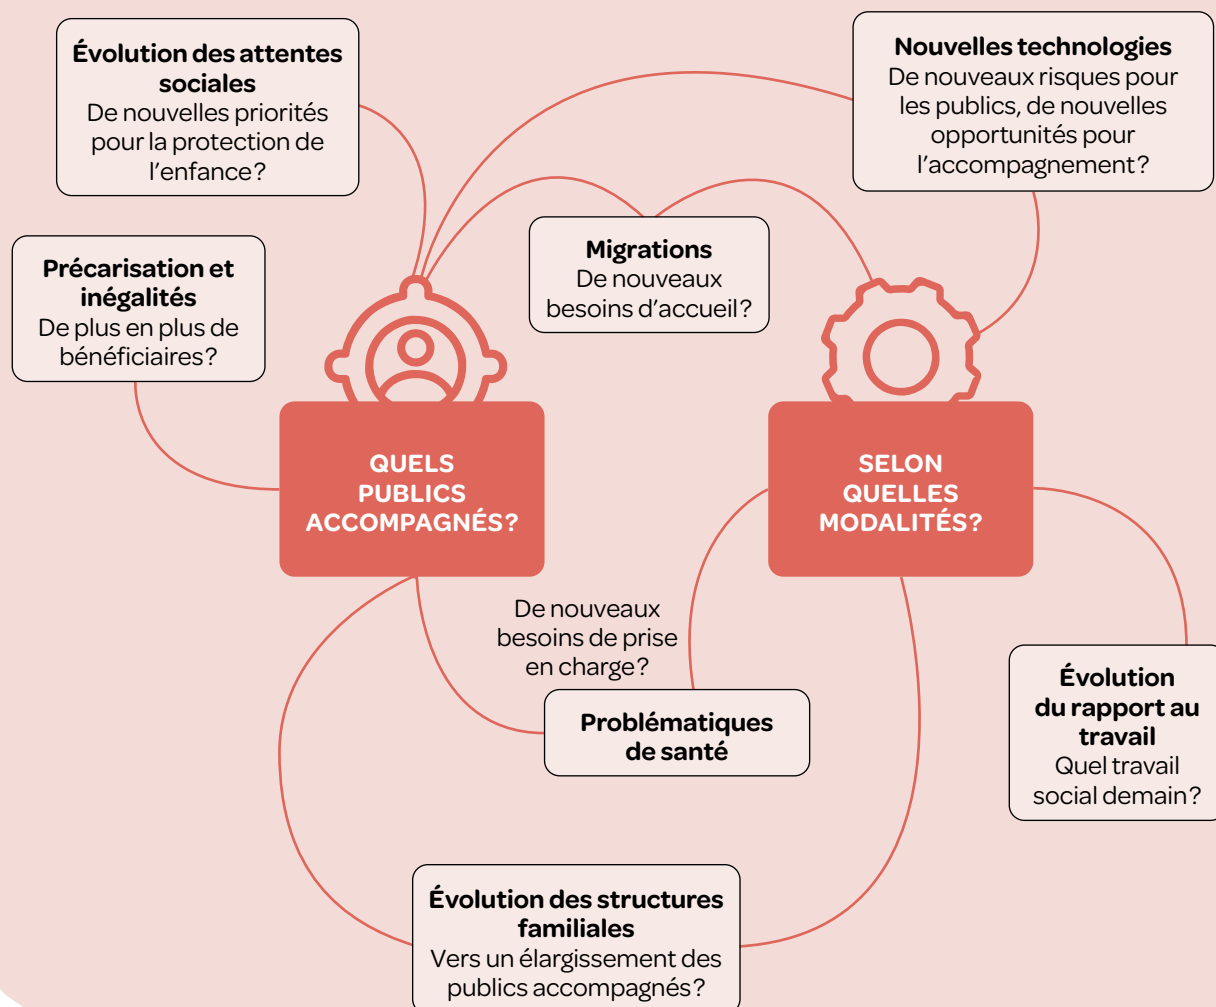 Évolution des attentes
sociales
De nouvelles priorités
pour la protection de
l'enfance?
Nouvelles technologies
De nouveaux risques pour
les publics, de nouvelles
opportunités pour
l'accompagnement?
Migrations
De nouveaux
besoins d'accueil?
Précarisation et
inégalités
De plus en plus de
bénéficiaires?
QUELS
PUBLICS
ACCOMPAGNÉS?
SELON
QUELLES
MODALITÉS?
De nouveaux
besoins de prise
en charge?
Problématiques
de santé
Évolution
du rapport au
travail
Quel travail
social demain?
Évolution des structures
familiales
Vers un élargissement des
publics accompagnés?